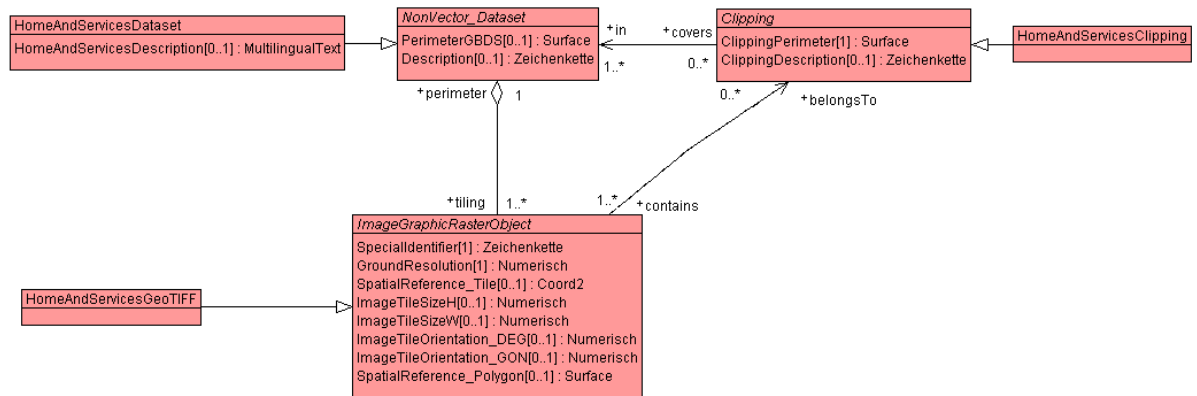 HomeAndServicesDataset
HomeAndServicesDescription[0..1] : MultilingualText
NonVector_Dataset
PerimeterGBDS[0..1] : Surface
Description[0..1] : Zeichenkette
+in
1..*
+covers
0..*
Clipping
ClippingPerimeter[1] : Surface
ClippingDescription[0..1] : Zeichenkette
HomeAndServicesClipping
+perimeter
1
0..*
+belongsTo
+tiling
1..*
1..*
+contains
ImageGraphicRasterObject
SpecialIdentifier[1] : Zeichenkette
GroundResolution[1] : Numerisch
SpatialReference_Tile[0..1] : Coord2
ImageTileSizeH[0..1] : Numerisch
ImageTileSizeW[0..1] : Numerisch
ImageTileOrientation_DEG[0..1] : Numerisch
ImageTileOrientation_GON[0..1] : Numerisch
SpatialReference_Polygon[0..1] : Surface
HomeAndServicesGeoTIFF